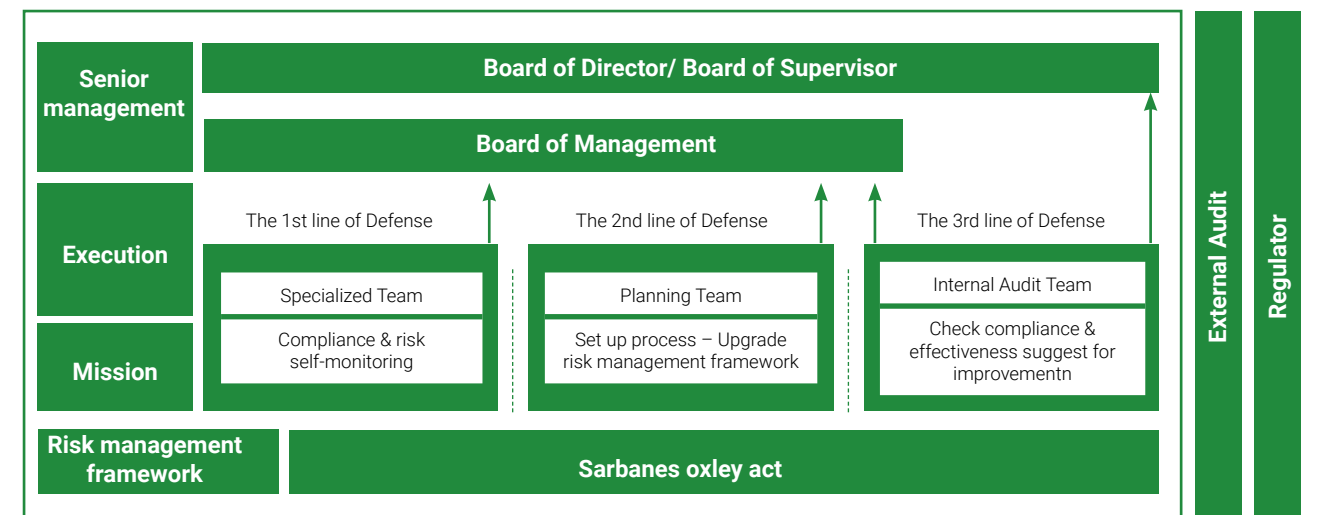 Senior
management
Board of Director/ Board of Supervisor
Board of Management
Execution
The 1st line of Defense
The 2nd line of Defense
The 3rd line of Defense
Specialized Team
Planning Team
Internal Audit Team
Mission
Compliance & risk
self-monitoring
Set up process – Upgrade
risk management framework
Check compliance &
effectiveness suggest for
improvementn
Risk management
framework
Sarbanes oxley act
External Audit
Regulator